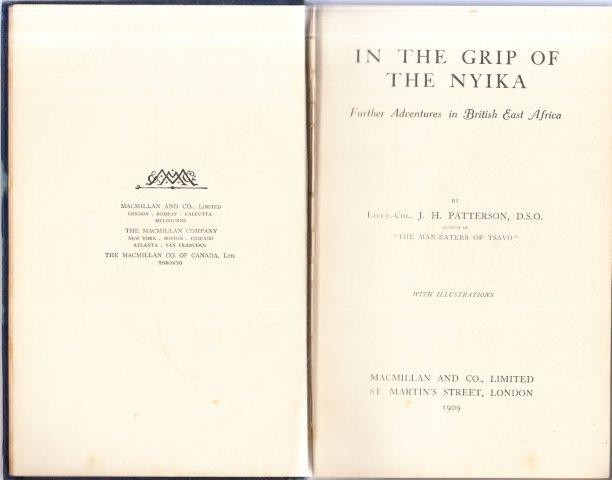 MACMILLAN AND CO., LIMITED
LONDON . BOMBAY . CALCUTTA
MELBOURNE
THE MACMILLAN COMPANY
NEW YORK . BOSTON . CHICAGO
ATLANTA . SAN FRANCISCO
THE MACMILLAN CO. OF CANADA, LTD.
TORONTO
IN THE GRIP OF
THE NYIKA
Further Adventures in British East Africa
BY
LIEUT.-COL. J. H. PATTERSON, D.S.O.
AUTHOR OF
"THE MAN-EATERS OF TSAVO"
WITH ILLUSTRATIONS
MACMILLAN AND CO., LIMITED
ST. MARTIN'S STREET, LONDON
1909